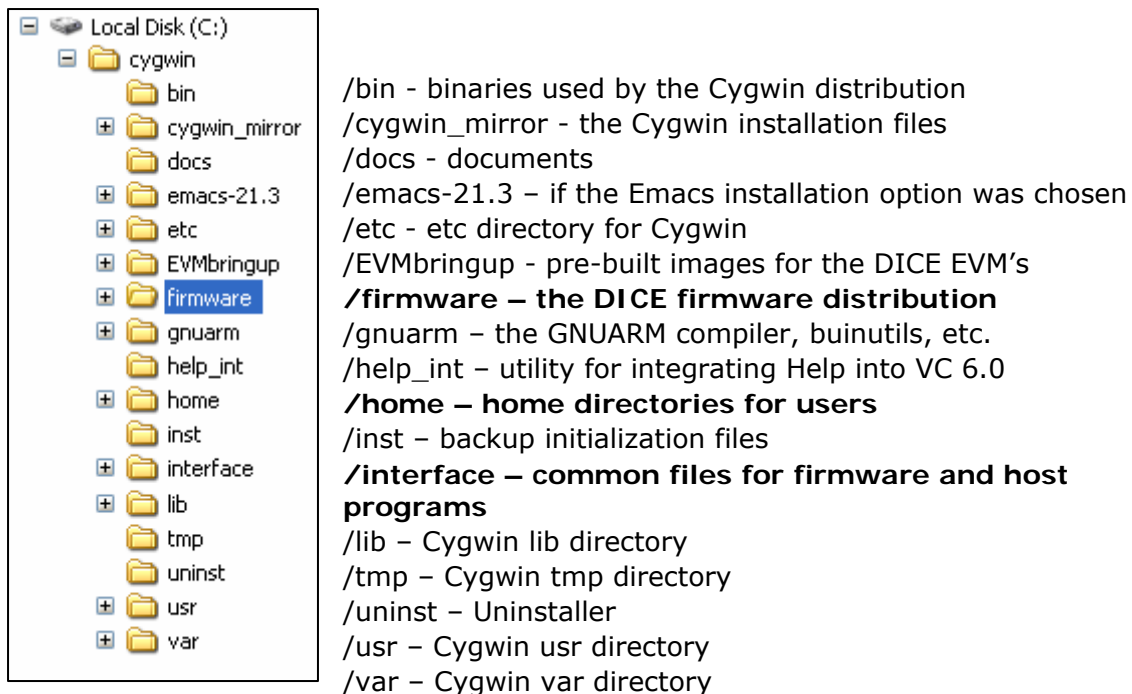 Local Disk (C:)
cygwin
bin
cygwin_mirror
docs
emacs-21.3
etc
EVMbringup
firmware
gnuarm
help_int
home
inst
interface
lib
tmp
uninst
usr
var
/bin - binaries used by the Cygwin distribution
/cygwin_mirror - the Cygwin installation files
/docs - documents
/emacs-21.3 – if the Emacs installation option was chosen
/etc - etc directory for Cygwin
/EVMbringup - pre-built images for the DICE EVM's
/firmware – the DICE firmware distribution
/gnuarm – the GNUARM compiler, buinutils, etc.
/help_int – utility for integrating Help into VC 6.0
/home – home directories for users
/inst – backup initialization files
/interface – common files for firmware and host
programs
/lib – Cygwin lib directory
/tmp – Cygwin tmp directory
/uninst – Uninstaller
/usr – Cygwin usr directory
/var – Cygwin var directory